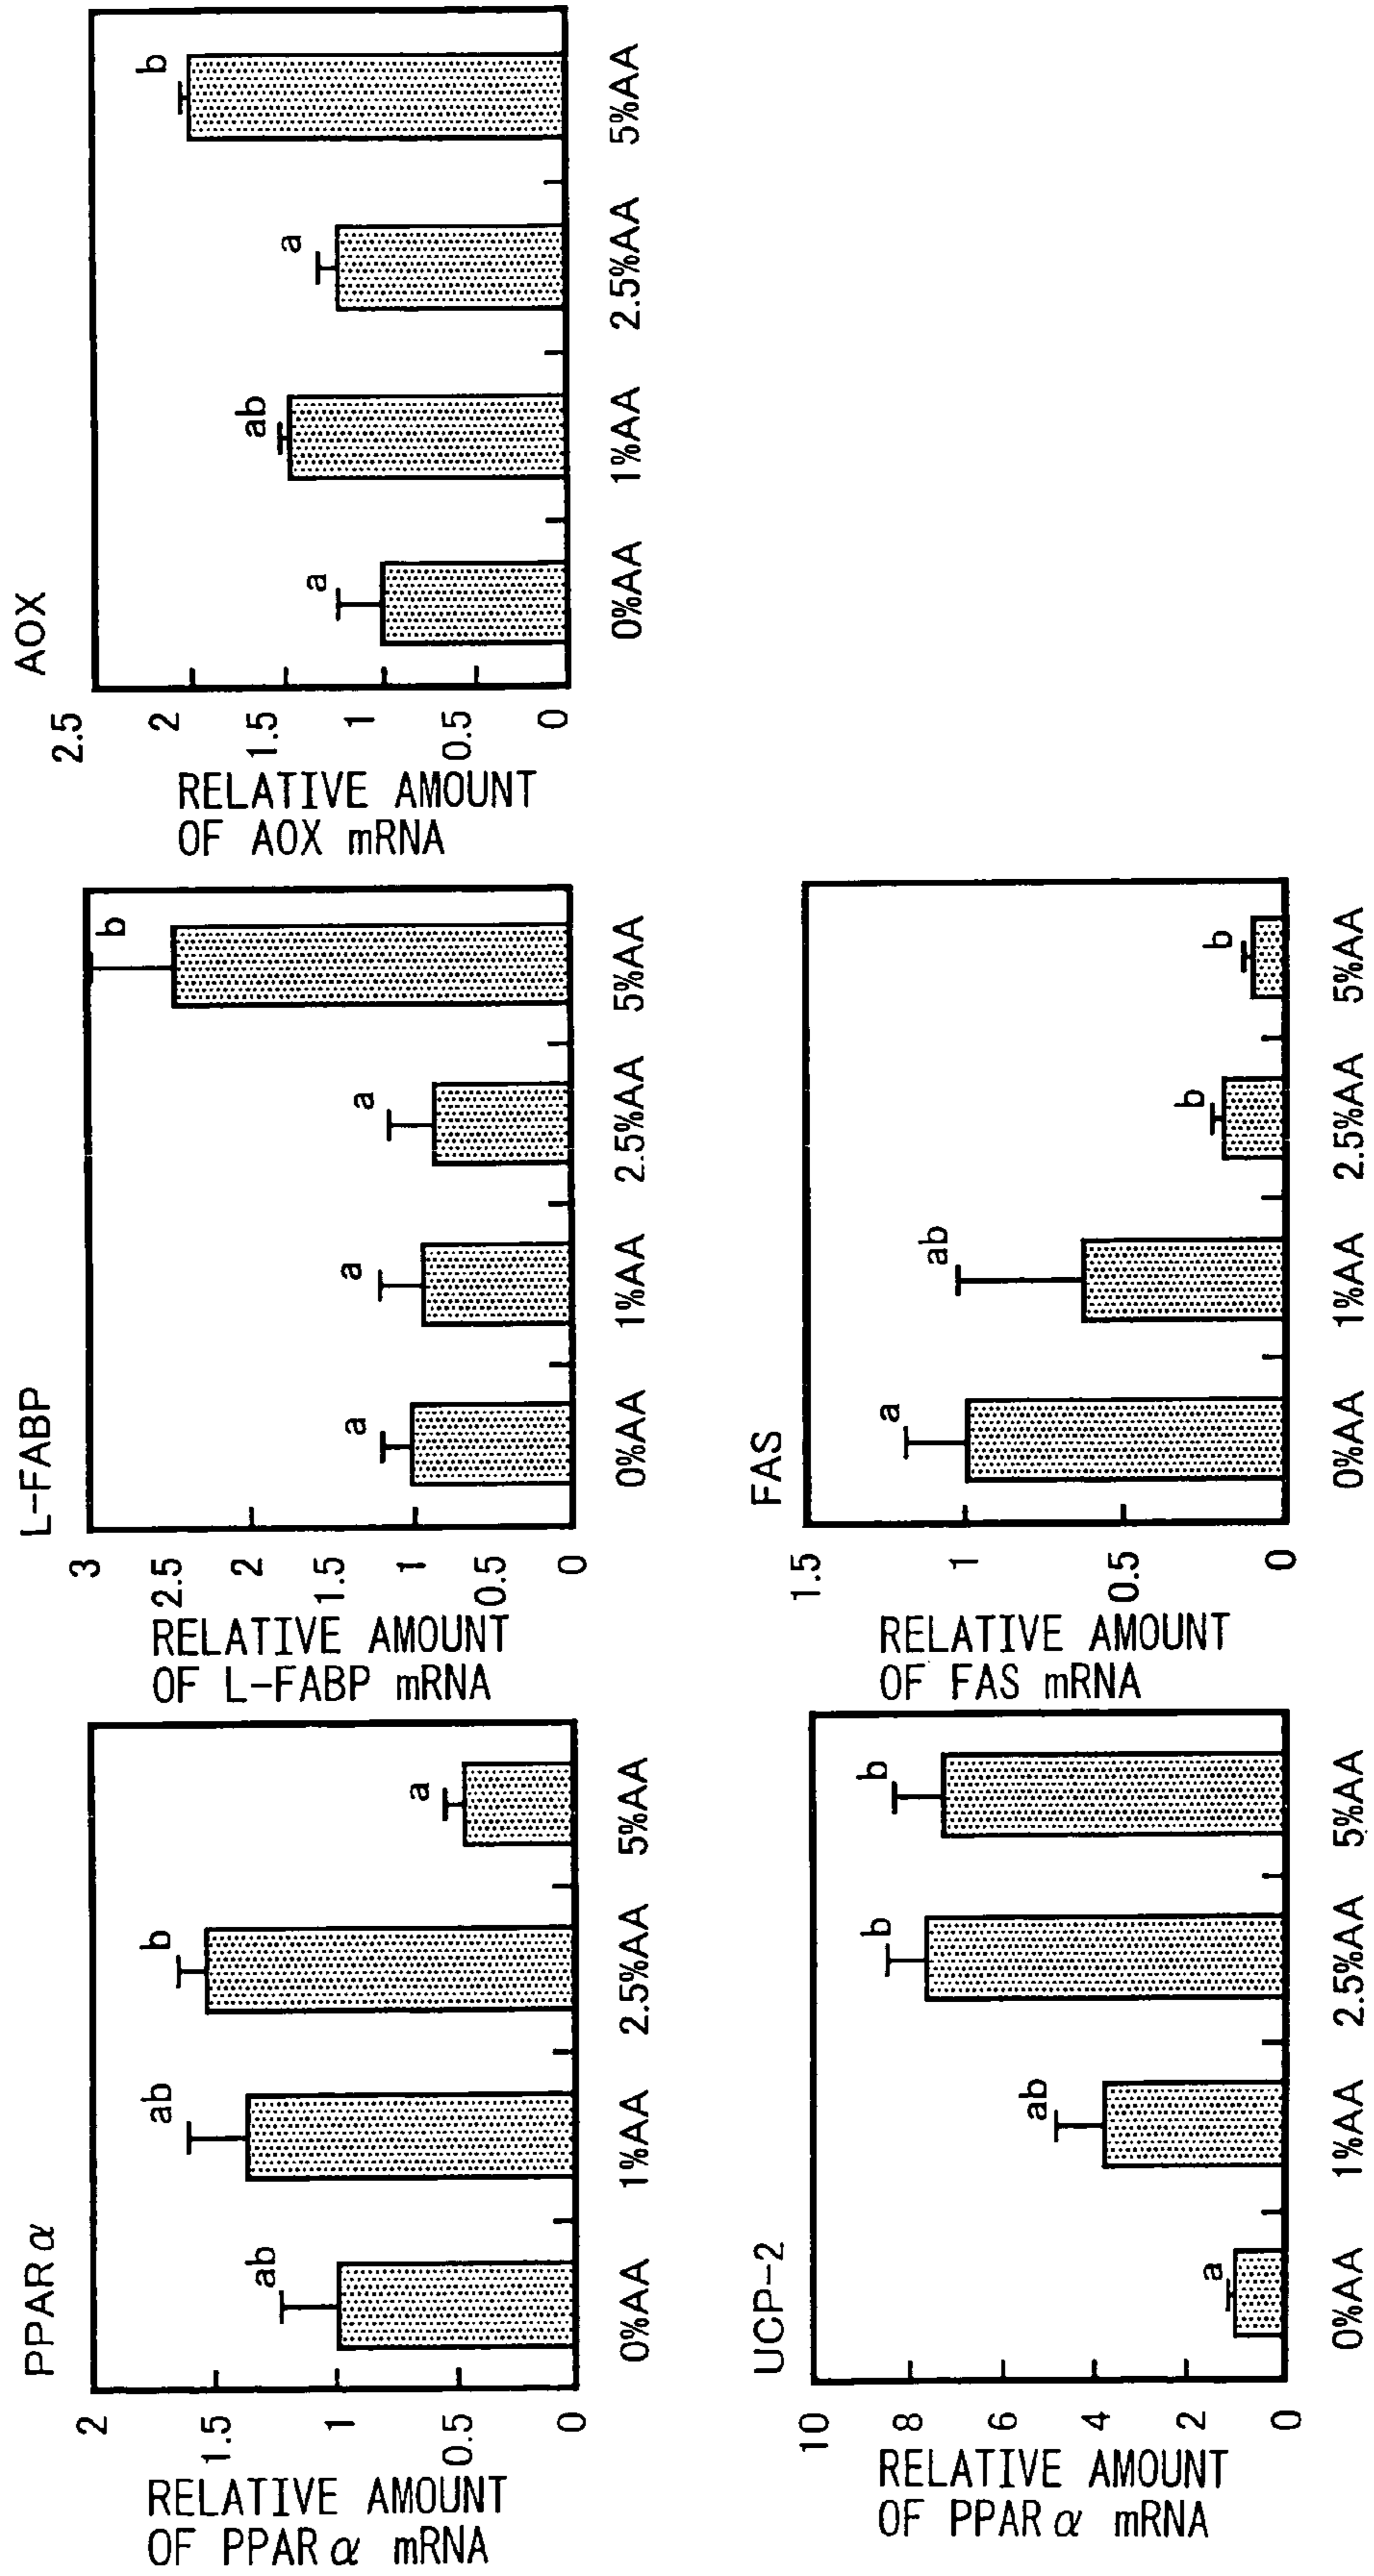 PPARα
RELATIVE AMOUNT
OF PPARα mRNA
2
1.5
1
0.5
0
ab
ab
b
a
0%AA 1%AA 2.5%AA 5%AA
L-FABP
RELATIVE AMOUNT
OF L-FABP mRNA
3
2.5
2
1.5
1
0.5
0
a
a
a
b
0%AA 1%AA 2.5%AA 5%AA
AOX
RELATIVE AMOUNT
OF AOX mRNA
2.5
2
1.5
1
0.5
0
a
ab
a
b
0%AA 1%AA 2.5%AA 5%AA
UCP-2
RELATIVE AMOUNT
OF PPARα mRNA
10
8
6
4
2
0
a
ab
b
b
0%AA 1%AA 2.5%AA 5%AA
FAS
RELATIVE AMOUNT
OF FAS mRNA
1.5
1
0.5
0
a
ab
b
b
0%AA 1%AA 2.5%AA 5%AA